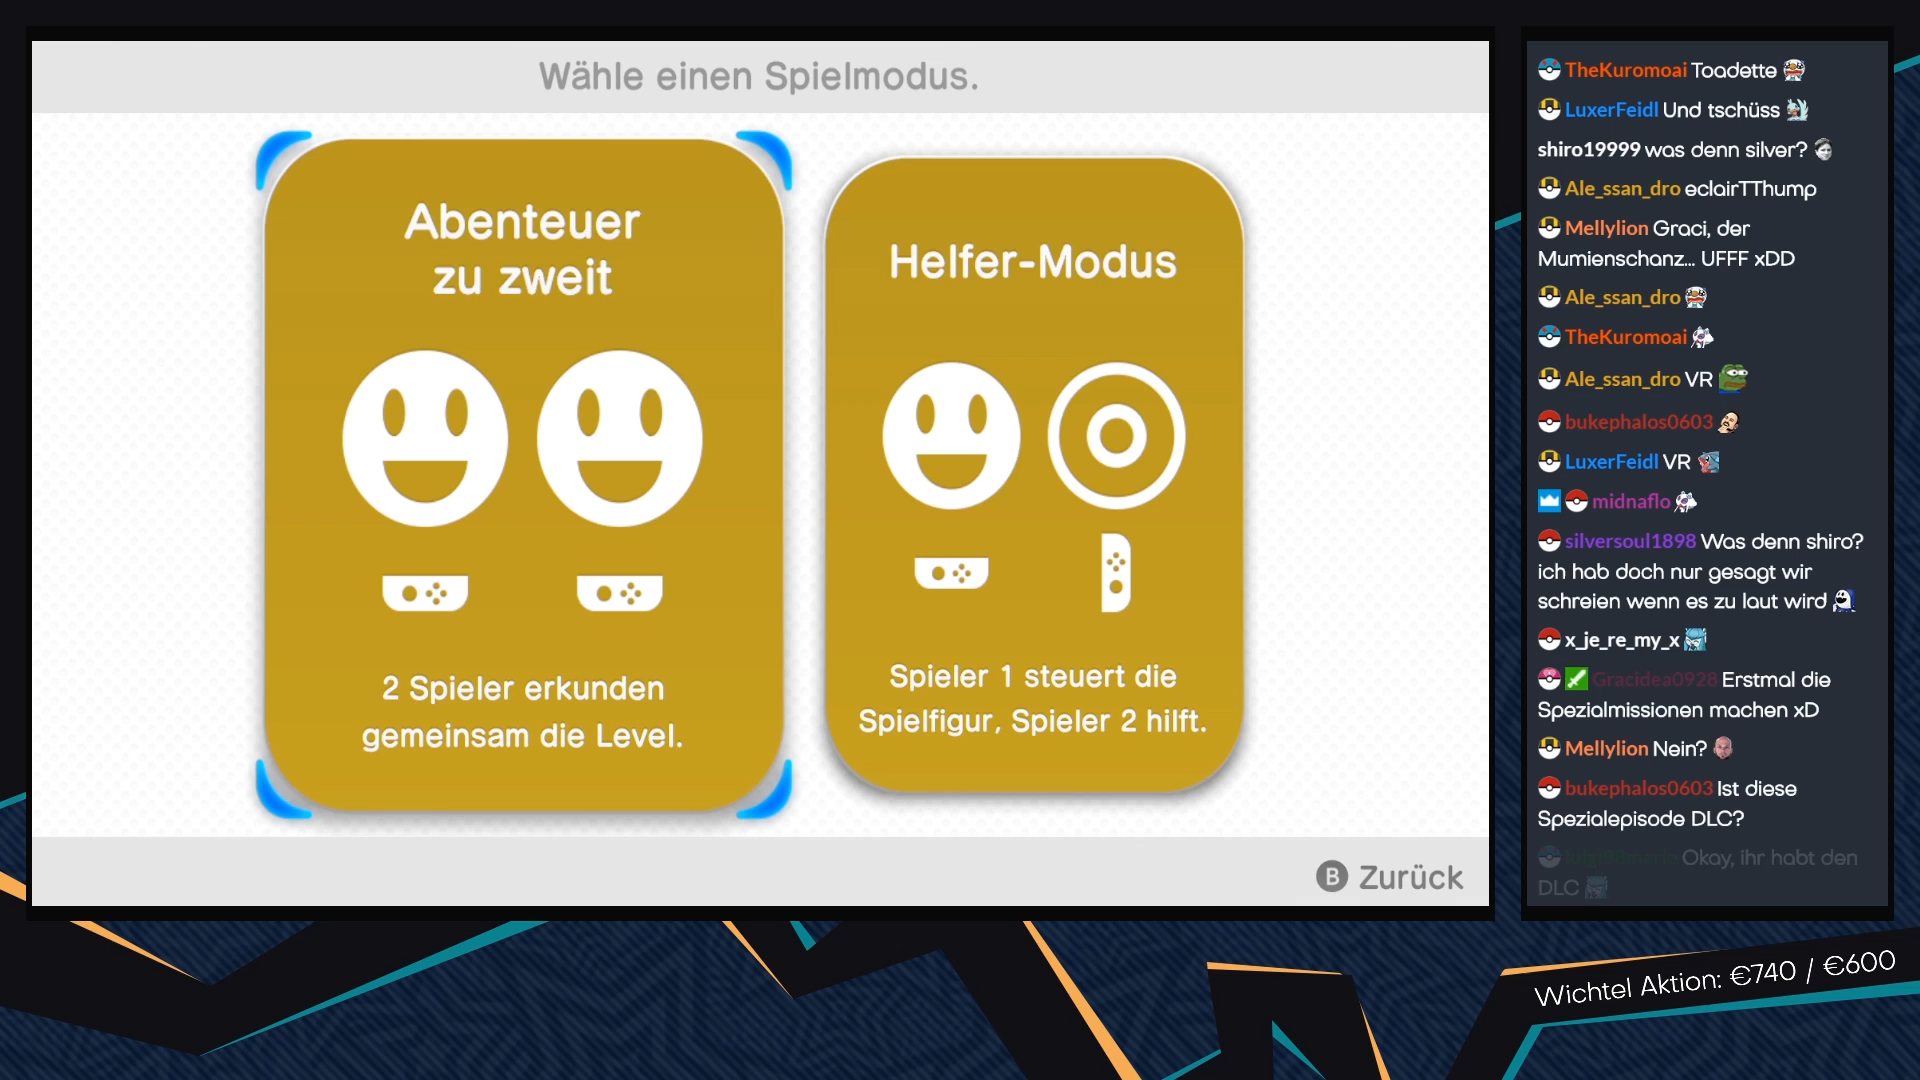 Wähle einen Spielmodus.
Abenteuer
zu zweit
2 Spieler erkunden
gemeinsam die Level.
Helfer-Modus
Spieler 1 steuert die
Spielfigur, Spieler 2 hilft.
B Zurück
TheKuromoai Toadette
LuxerFeidl Und tschüss
shiro19999 was denn silver?
Ale_ssan_dro eclairTThump
Mellylion Graci, der
Mumienschanz... UFFF xDD
Ale_ssan_dro
TheKuromoai
Ale_ssan_dro VR
bukephalos0603
LuxerFeidl VR
midnaflo
silversoul1898 Was denn shiro?
ich hab doch nur gesagt wir
schreien wenn es zu laut wird
x_je_re_my_x
Gracidea0928 Erstmal die
Spezialmissionen machen xD
Mellylion Nein?
bukephalos0603 Ist diese
Spezialepisode DLC?
Okay, ihr habt den
DLC
Wichtel Aktion: €740 / €600